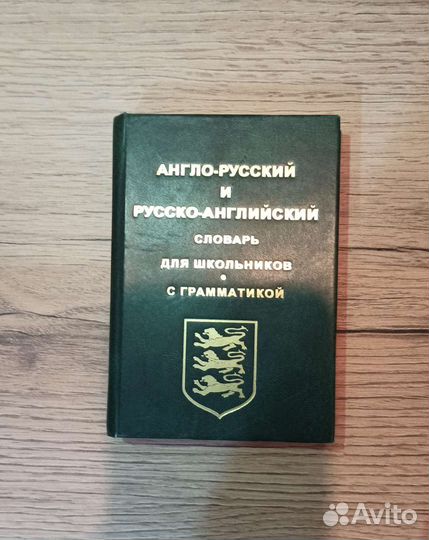 АНГЛО-РУССКИЙ
И
РУССКО-АНГЛИЙСКИЙ
СЛОВАРЬ
ДЛЯ ШКОЛЬНИКОВ
•
С ГРАММАТИКОЙ
Avito